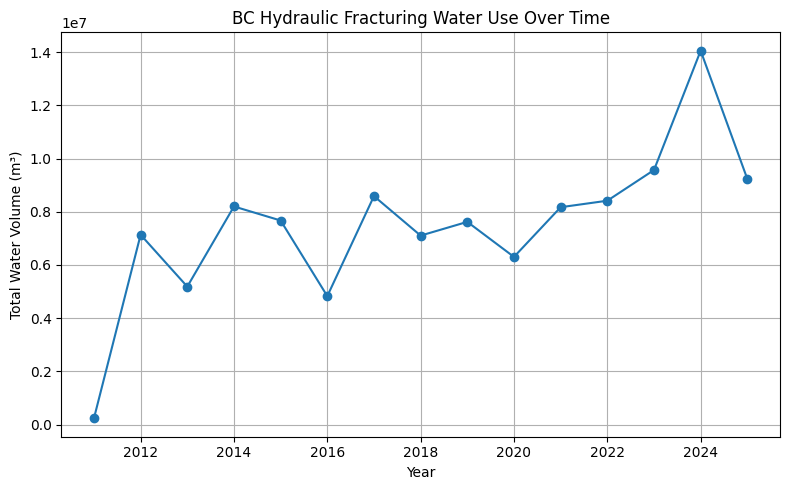 BC Hydraulic Fracturing Water Use Over Time
1e7
Total Water Volume (m³)
1.4
1.2
1.0
0.8
0.6
0.4
0.2
0.0
2012 2014 2016 2018 2020 2022 2024
Year